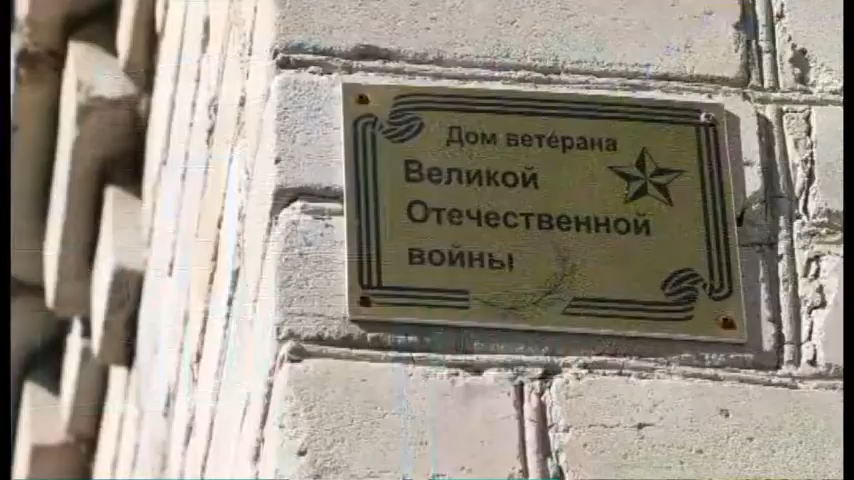 Дом ветерана
Великой
Отечественной
войны